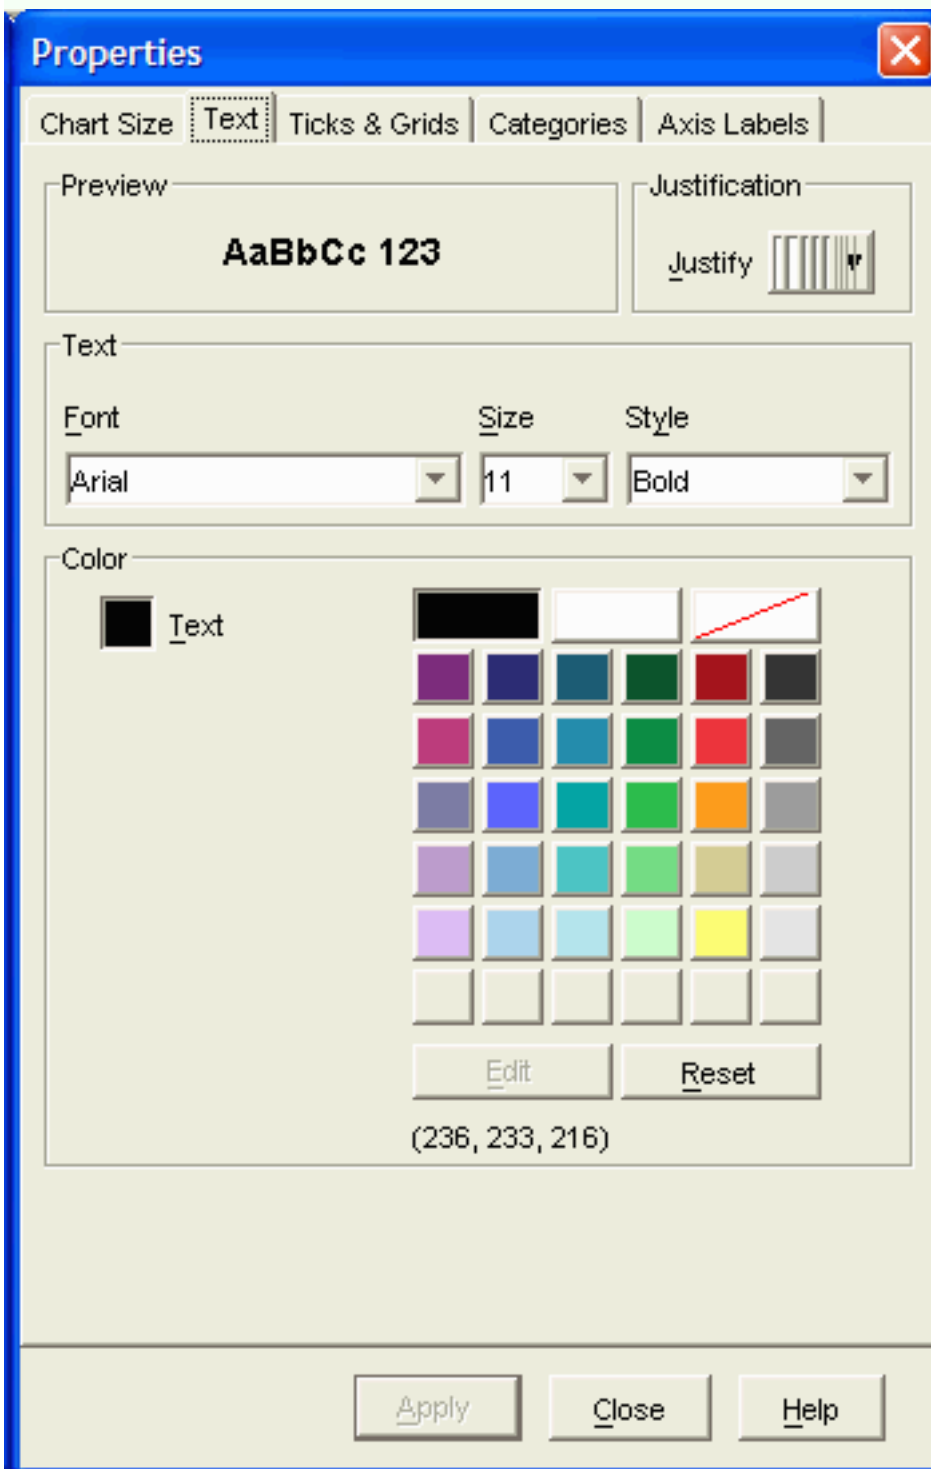 Properties
Chart Size Text Ticks & Grids Categories Axis Labels
Preview
Justification
AaBbCc 123
Justify
Text
Font Size Style
Arial 11 Bold
Color
Text
Edit Reset
(236, 233, 216)
Apply Close Help